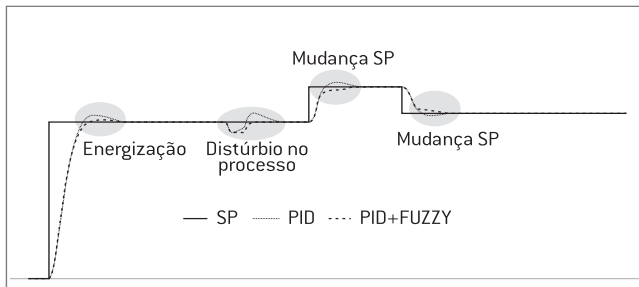 Mudança SP
Energização
Distúrbio no
processo
Mudança SP
SP PID PID+FUZZY